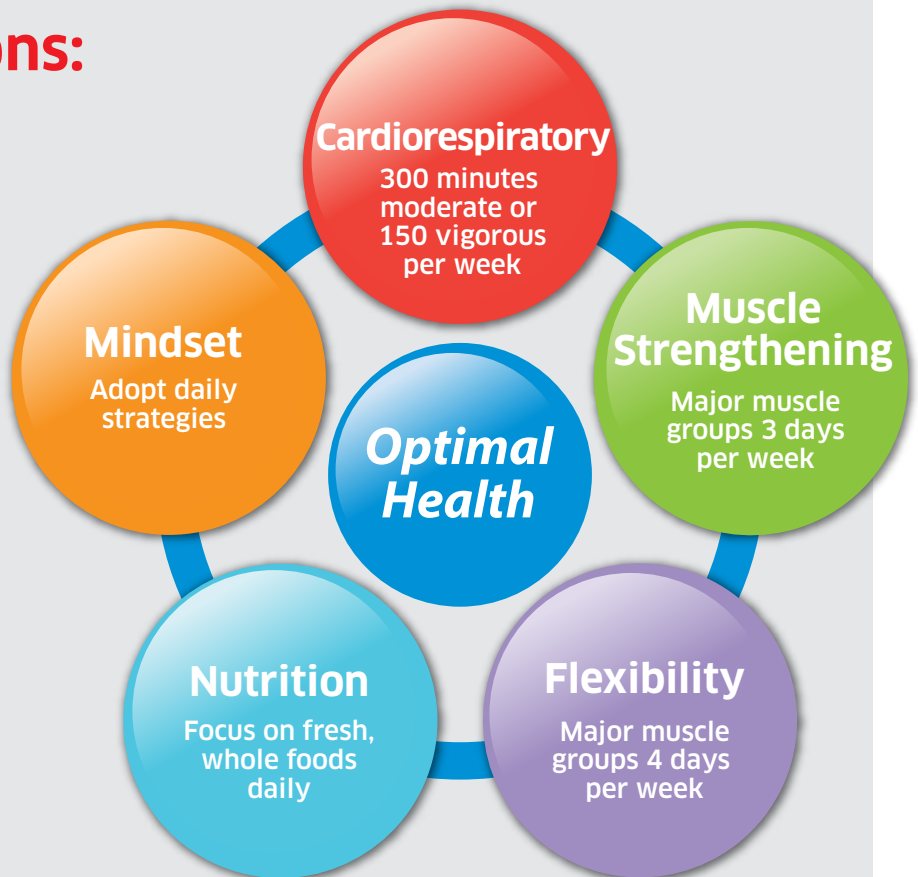 ons:
Cardiorespiratory
300 minutes
moderate or
150 vigorous
per week
Muscle
Strengthening
Major muscle
groups 3 days
per week
Flexibility
Major muscle
groups 4 days
per week
Nutrition
Focus on fresh,
whole foods
daily
Mindset
Adopt daily
strategies
Optimal
Health